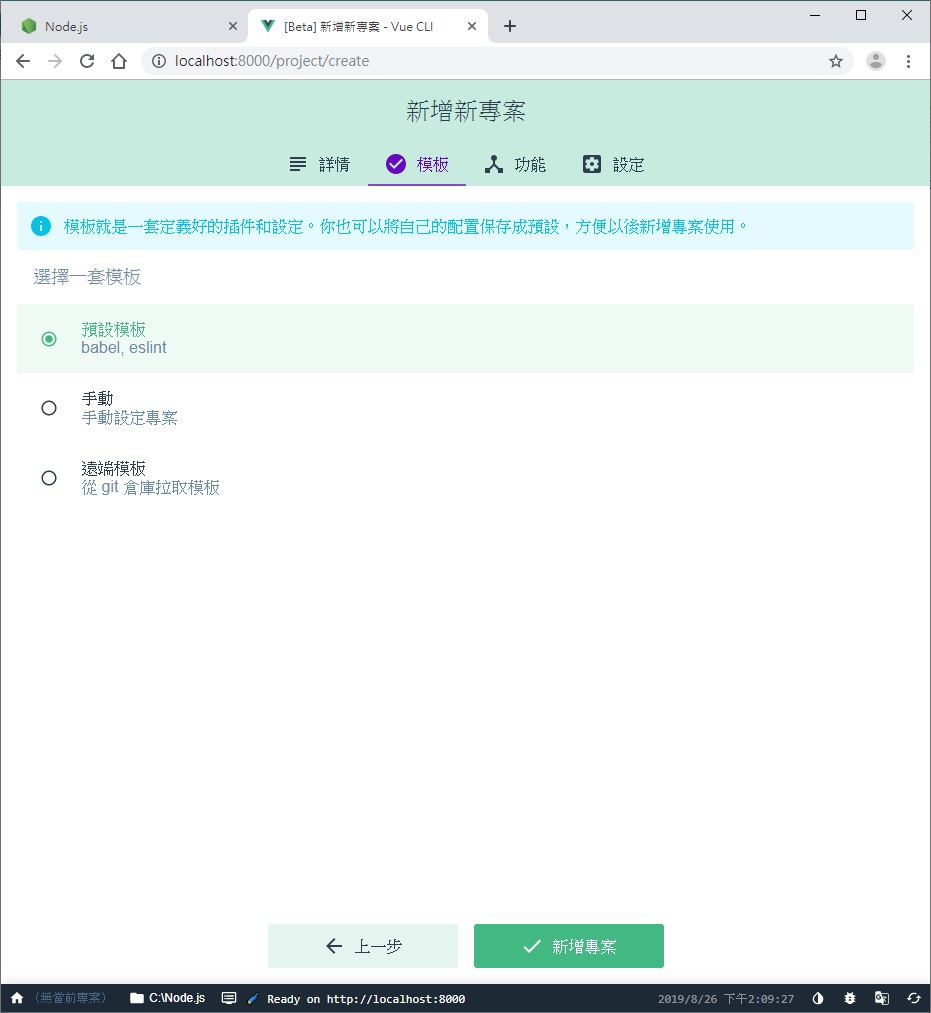 Node.js
[Beta] 新增新專案 - Vue CLI
localhost:8000/project/create
新增新專案
詳情 模板 功能 設定
模板就是一套定義好的插件和設定。你也可以將自己的配置保存成預設，方便以後新增專案使用。
選擇一套模板
預設模板
babel, eslint
手動
手動設定專案
遠端模板
從 git 倉庫拉取模板
上一步 新增專案
（無當前專案） C:\Node.js Ready on http://localhost:8000 2019/8/26 下午2:09:27